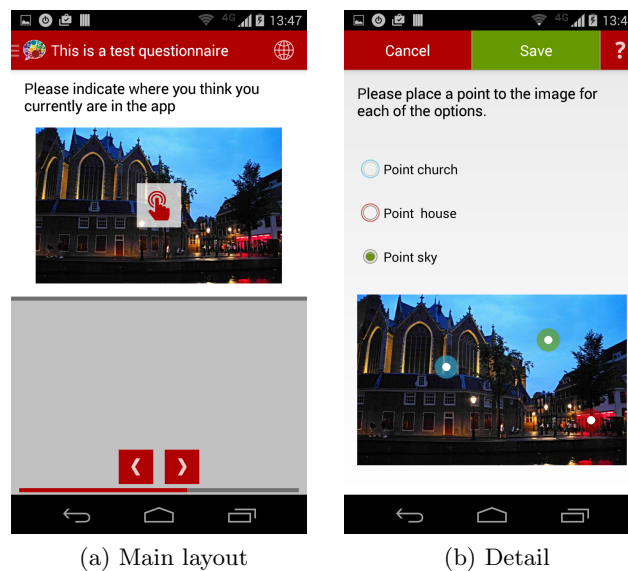 4G 13:47
This is a test questionnaire
Please indicate where you think you
currently are in the app
(a) Main layout
4G 13:4
Cancel Save ?
Please place a point to the image for
each of the options.
Point church
Point house
Point sky
(b) Detail